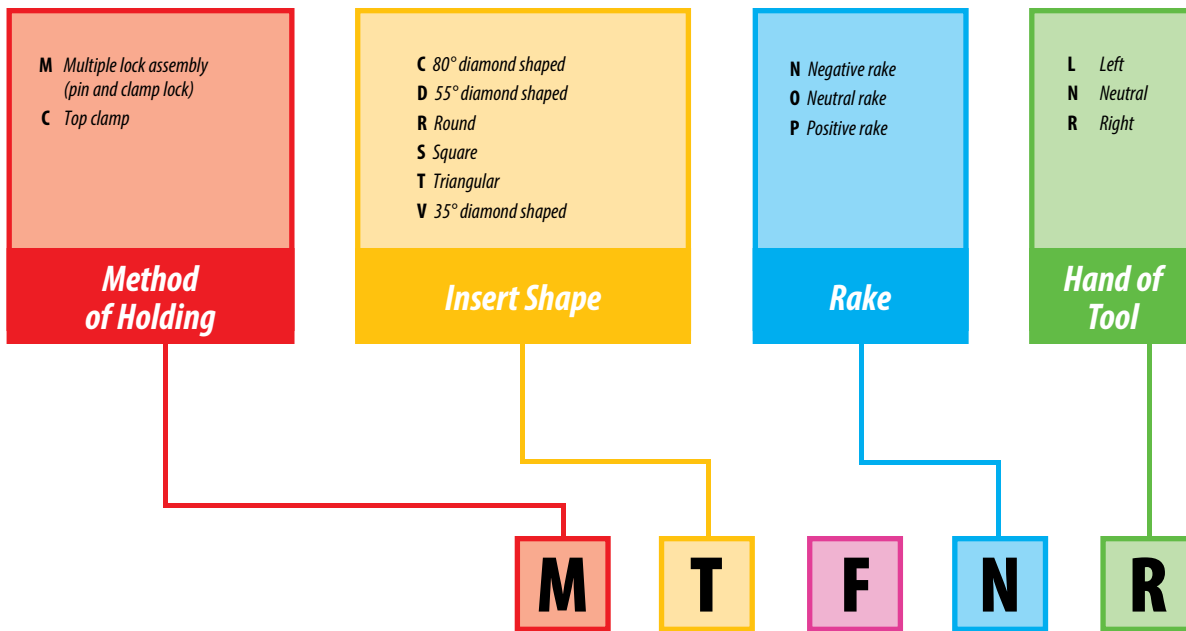 M Multiple lock assembly
(pin and clamp lock)
C Top clamp
Method
of Holding
C 80° diamond shaped
D 55° diamond shaped
R Round
S Square
T Triangular
V 35° diamond shaped
Insert Shape
N Negative rake
O Neutral rake
P Positive rake
Rake
L Left
N Neutral
R Right
Hand of
Tool
M T F N R